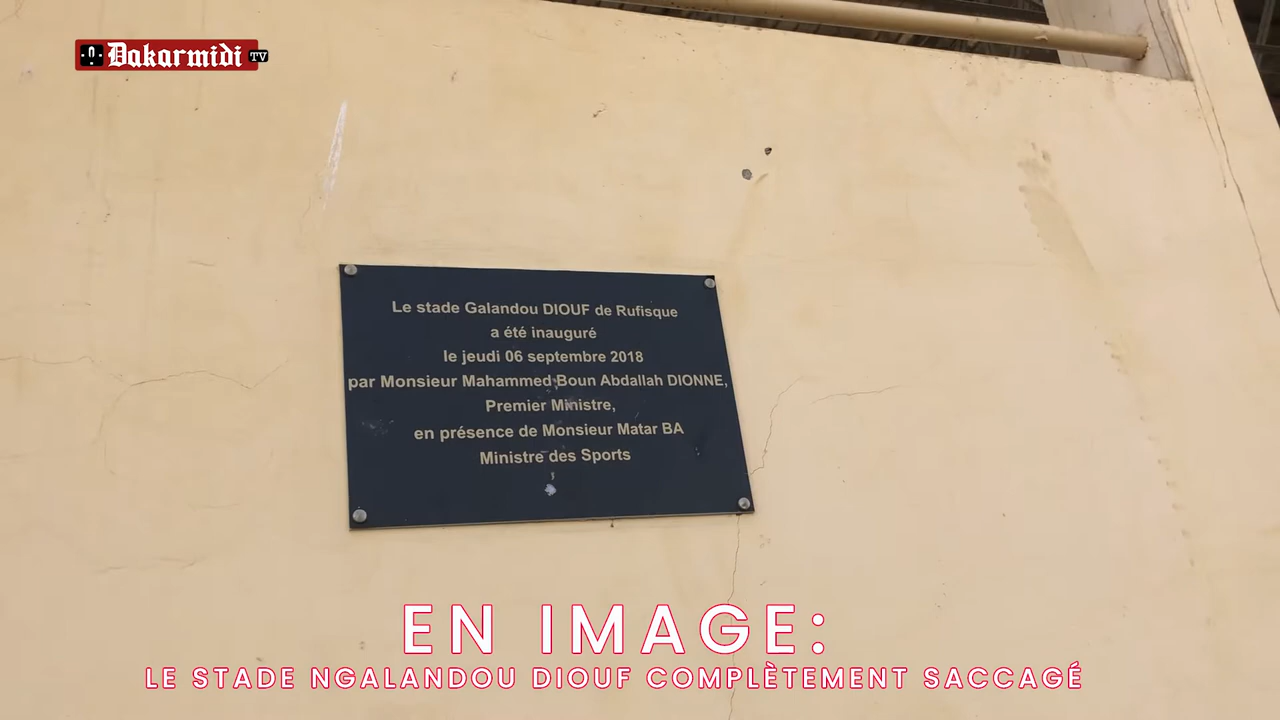 Dakarmidi TV
Le stade Galandou DIOUF de Rufisque
a été inauguré
le jeudi 06 septembre 2018
par Monsieur Mahammed Boun Abdallah DIONNE,
Premier Ministre,
en présence de Monsieur Matar BA
Ministre des Sports
EN IMAGE:
LE STADE NGALANDOU DIOUF COMPLÈTEMENT SACCAGÉ